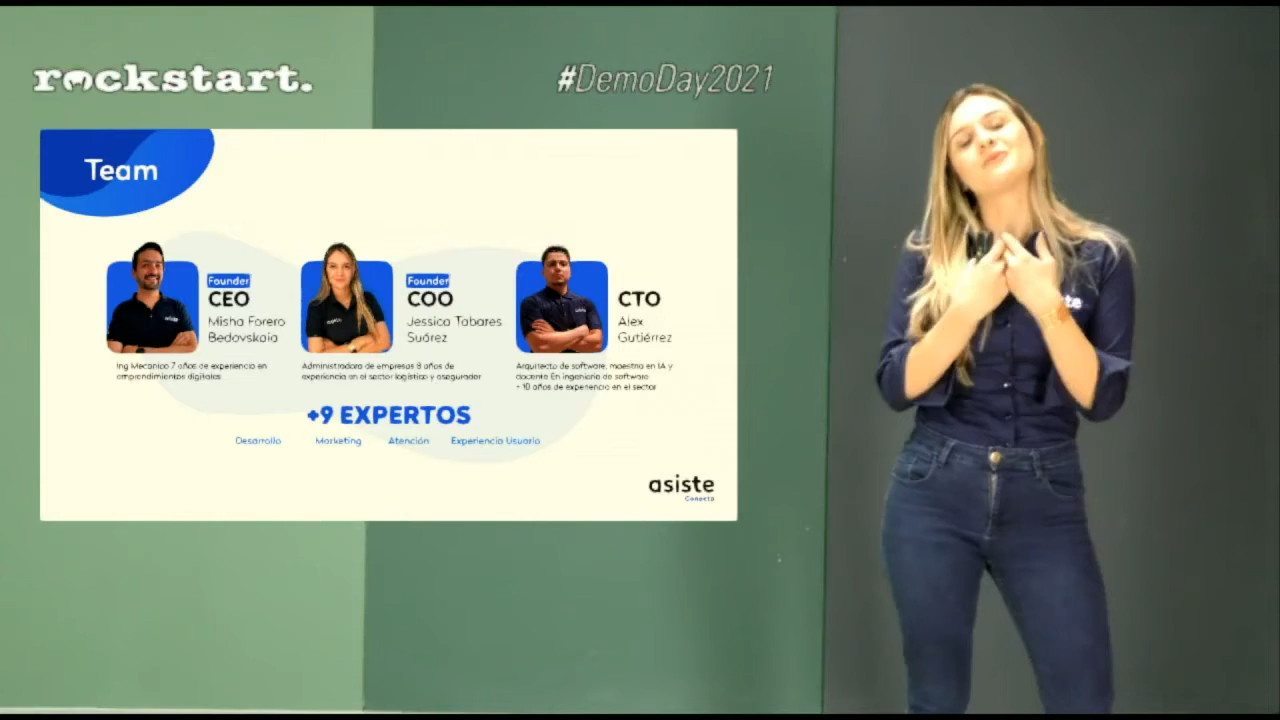 rockstart.
#DemoDay2021
Team
Founder
CEO
Misha Forero
Bedovskaia
Ing Mecánico 7 años de experiencia en
emprendimientos digitales
Founder
COO
Jessica Tabares
Suárez
Administradora de empresas 8 años de
experiencia en el sector logístico y asegurador
CTO
Alex
Gutiérrez
Arquitecto de software, maestria en IA y
docente En ingeniería de software
+ 10 años de experiencia en el sector
+9 EXPERTOS
Desarrollo Marketing Atención Experiencia Usuario
asiste
Conecta
ste